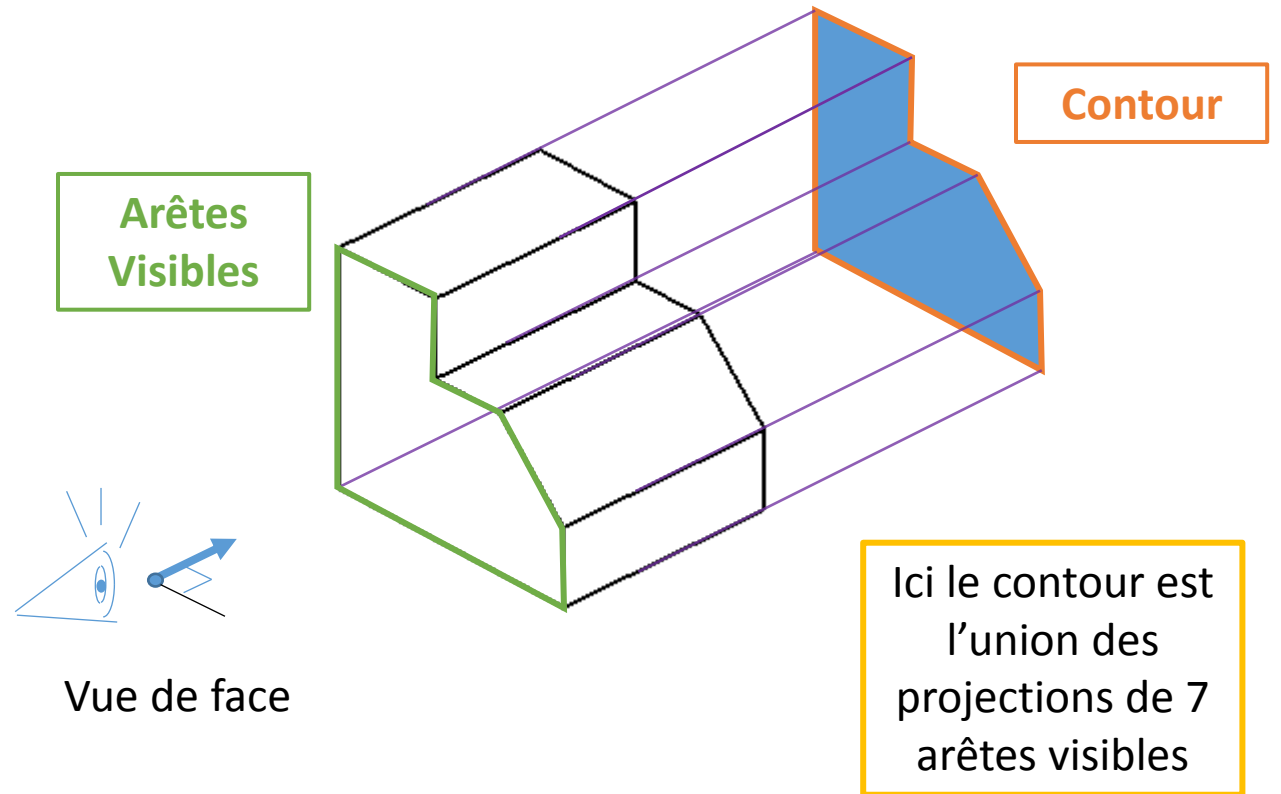 Contour
Arêtes
Visibles
Vue de face
Ici le contour est
l’union des
projections de 7
arêtes visibles